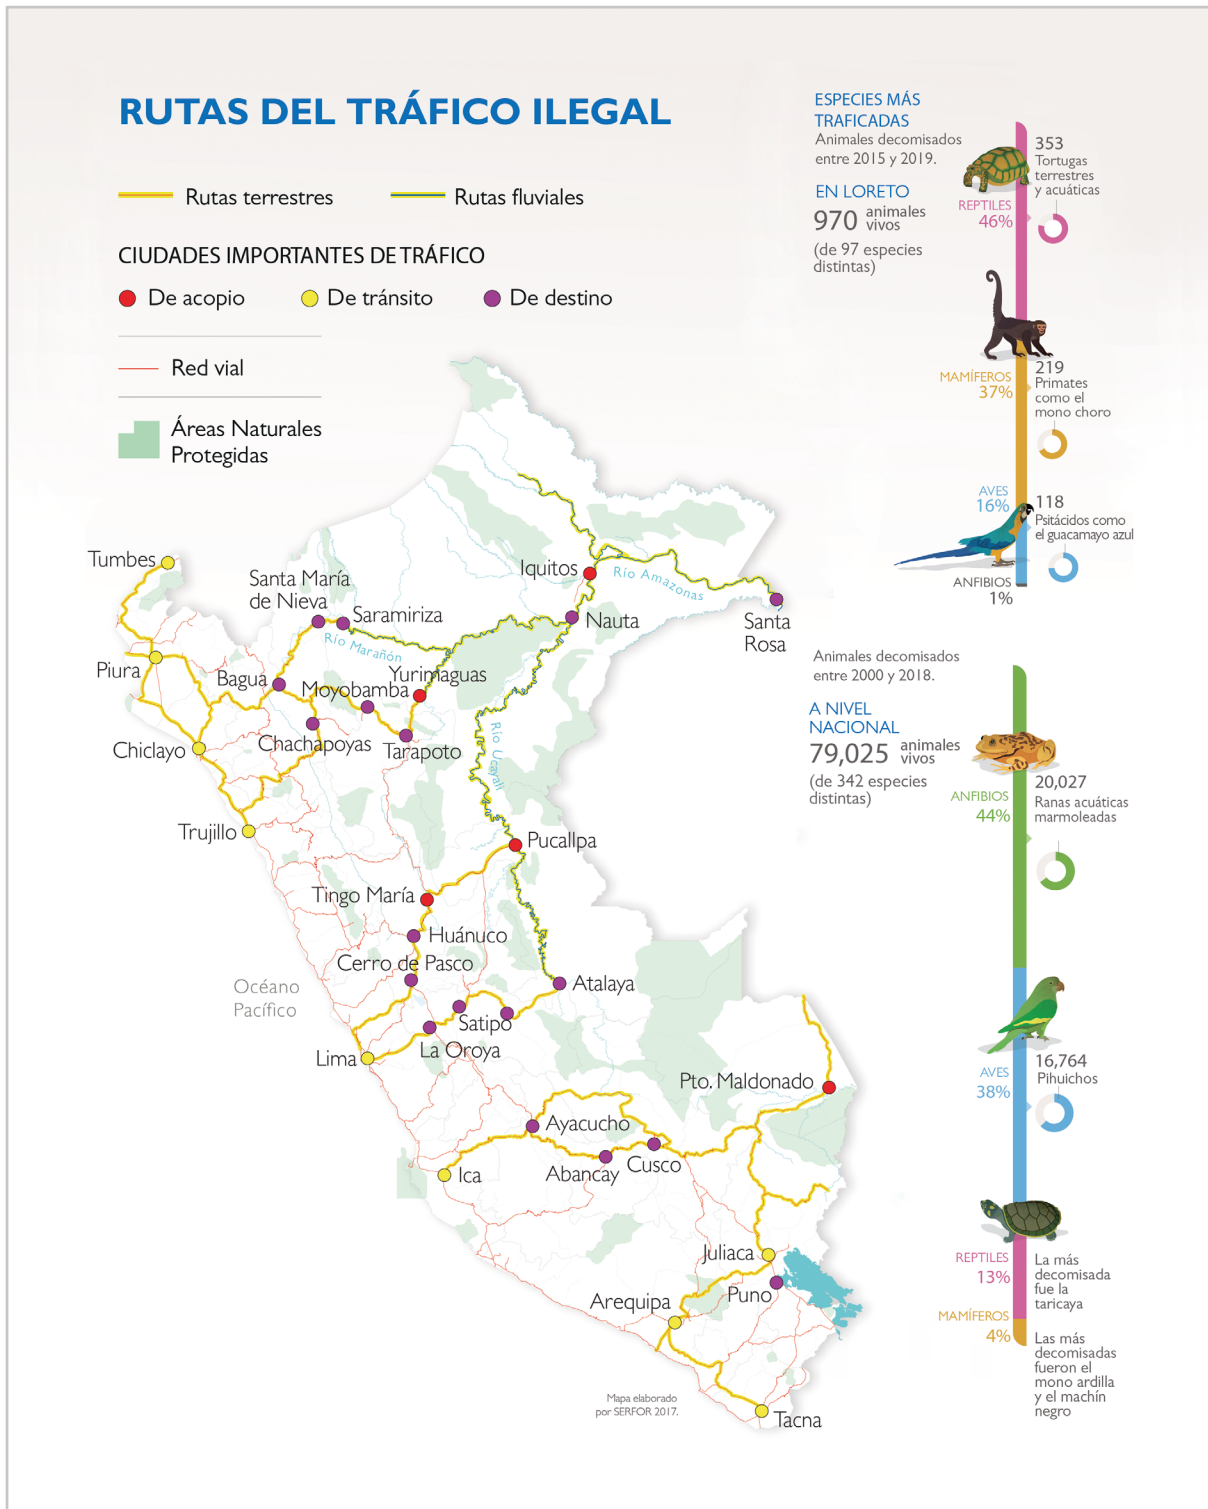 RUTAS DEL TRÁFICO ILEGAL
Rutas terrestres
Rutas fluviales
CIUDADES IMPORTANTES DE TRÁFICO
De acopio
De tránsito
De destino
Red vial
Áreas Naturales
Protegidas
Tumbes
Piura
Chiclayo
Trujillo
Santa María
de Nieva
Saramiriza
Río Marañón
Bagua
Moyobamba
Yurimaguas
Chachapoyas
Tarapoto
Iquitos
Río Amazonas
Nauta
Santa
Rosa
Río Ucayali
Pucallpa
Tingo María
Huánuco
Cerro de Pasco
Océano
Pacífico
Atalaya
Satipo
La Oroya
Lima
Pto. Maldonado
Ayacucho
Abancay
Cusco
Ica
Juliaca
Puno
Arequipa
Tacna
Mapa elaborado
por SERFOR 2017.
ESPECIES MÁS
TRAFICADAS
Animales decomisados
entre 2015 y 2019.
EN LORETO
970 animales
vivos
(de 97 especies
distintas)
REPTILES
46%
353
Tortugas
terrestres
y acuáticas
MAMÍFEROS
37%
219
Primates
como el
mono choro
AVES
16%
118
Psitácidos como
el guacamayo azul
ANFIBIOS
1%
Animales decomisados
entre 2000 y 2018.
A NIVEL
NACIONAL
79,025 animales
vivos
(de 342 especies
distintas)
ANFIBIOS
44%
20,027
Ranas acuáticas
marmoleadas
AVES
38%
16,764
Pihuichos
REPTILES
13%
La más
decomisada
fue la
taricaya
MAMÍFEROS
4%
Las más
decomisadas
fueron el
mono ardilla
y el machín
negro